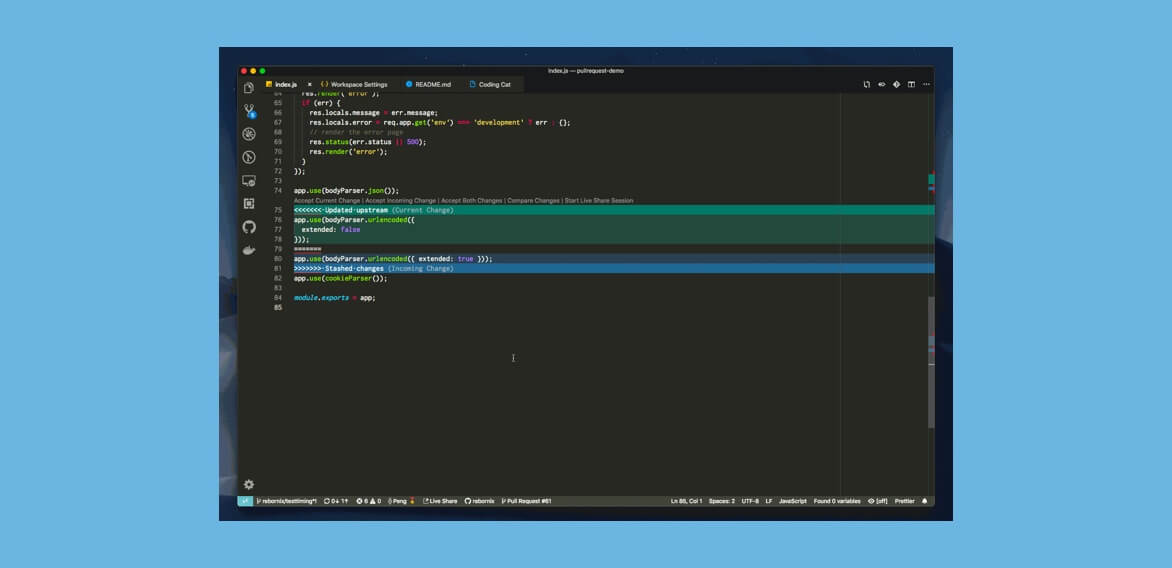 index.js — pullrequest-demo
index.js × {} Workspace Settings README.md Coding Cat ...
64 res.render('error');
65 if (err) {
66 res.locals.message = err.message;
67 res.locals.error = req.app.get('env') === 'development' ? err : {};
68 // render the error page
69 res.status(err.status || 500);
70 res.render('error');
71 }
72 });
73
74 app.use(bodyParser.json());
Accept Current Change | Accept Incoming Change | Accept Both Changes | Compare Changes | Start Live Share Session
75 <<<<<<< Updated upstream (Current Change)
76 app.use(bodyParser.urlencoded({
77 extended: false
78 }));
79 =======
80 app.use(bodyParser.urlencoded({ extended: true }));
81 >>>>>>> Stashed changes (Incoming Change)
82 app.use(cookieParser());
83
84 module.exports = app;
85
rebornix/testtiming*! 0↓ 1↑ 6 0 Peng Live Share rebornix Pull Request #61 Ln 85, Col 1 Spaces: 2 UTF-8 LF JavaScript Found 0 variables [off] Prettier